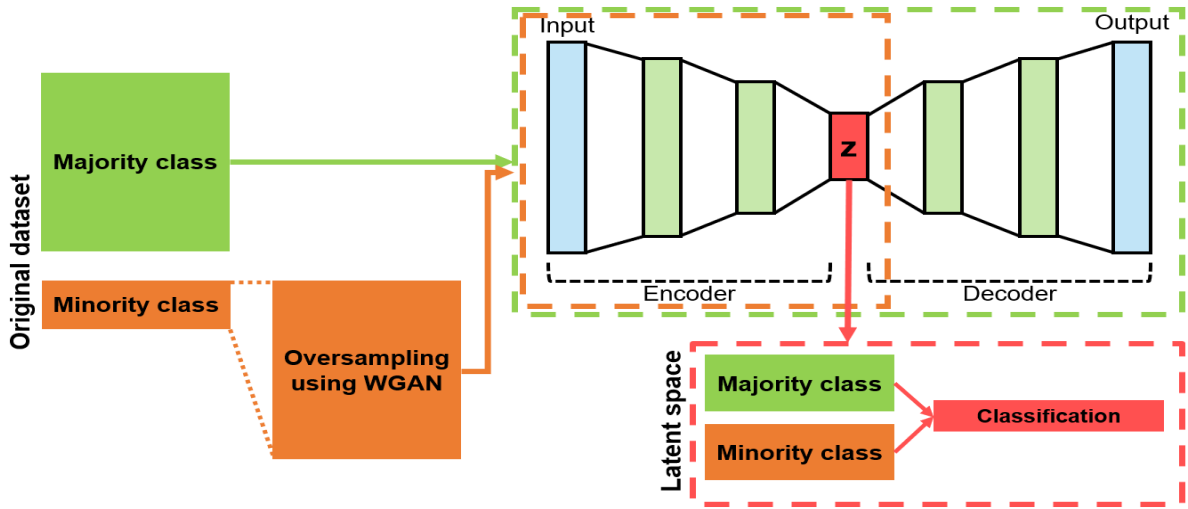 Original dataset
Majority class
Minority class
Oversampling
using WGAN
Input
Output
z
Encoder
Decoder
Latent space
Majority class
Minority class
Classification